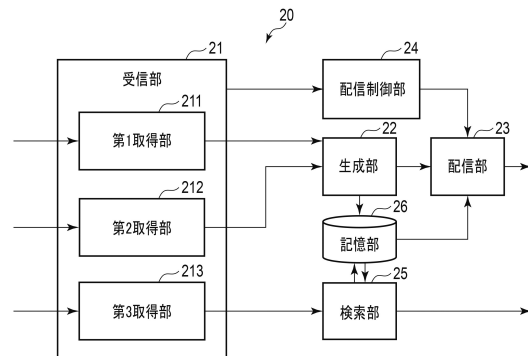 20
21
受信部
211
第1取得部
212
第2取得部
213
第3取得部
24
配信制御部
22
生成部
23
配信部
26
記憶部
25
検索部